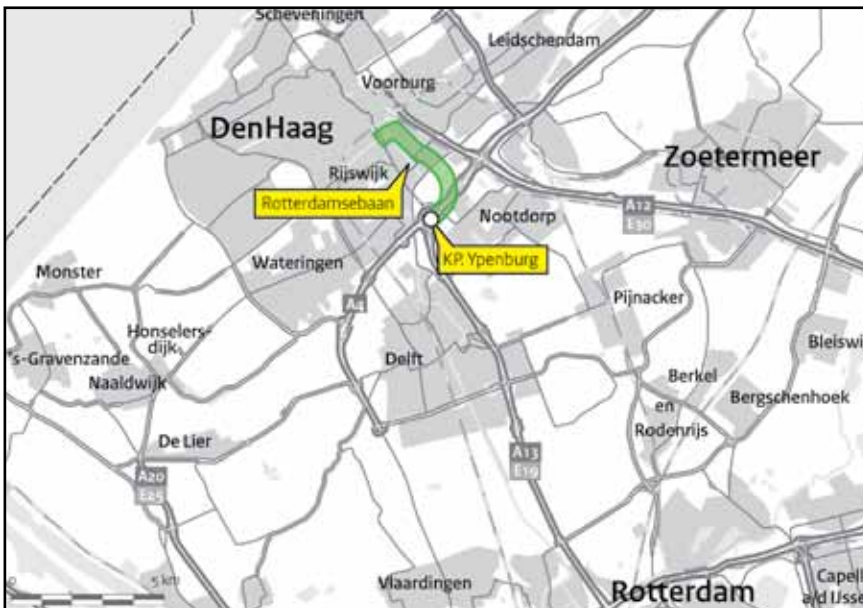 Scheveningen
Leidschendam
Voorburg
DenHaag
Zoetermeer
Rijswijk
Rotterdamsebaan
Nootdorp
A12
E30
KP. Ypenburg
Wateringen
Monster
A4
Pijnacker
Honselers-
dijk
Bleiswi
's-Gravenzande
Delft
Naaldwijk
Berkel
en
Rodenrijs
Bergschenhoek
De Lier
A13
E19
A20
E25
0
5 km
Vlaardingen
Rotterdam
Capell
a/d IJsse